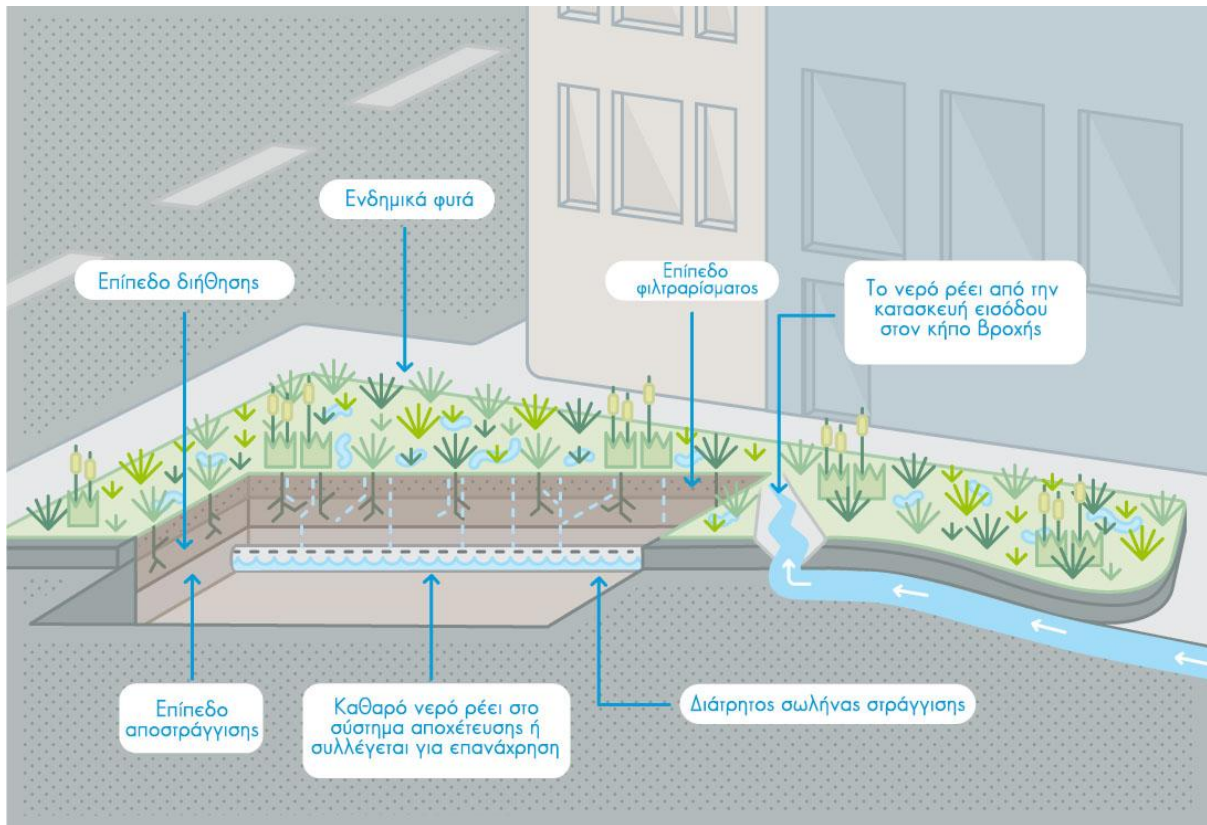 Ενδημικά φυτά
Επίπεδο διήθησης
Επίπεδο
φιλτραρίσματος
Το νερό ρέει από την
κατασκευή εισόδου
στον κήπο βροχής
Επίπεδο
αποστράγγισης
Καθαρό νερό ρέει στο
σύστημα αποχέτευσης ή
συλλέγεται για επανάχρηση
Διάτρητος σωλήνας στράγγισης